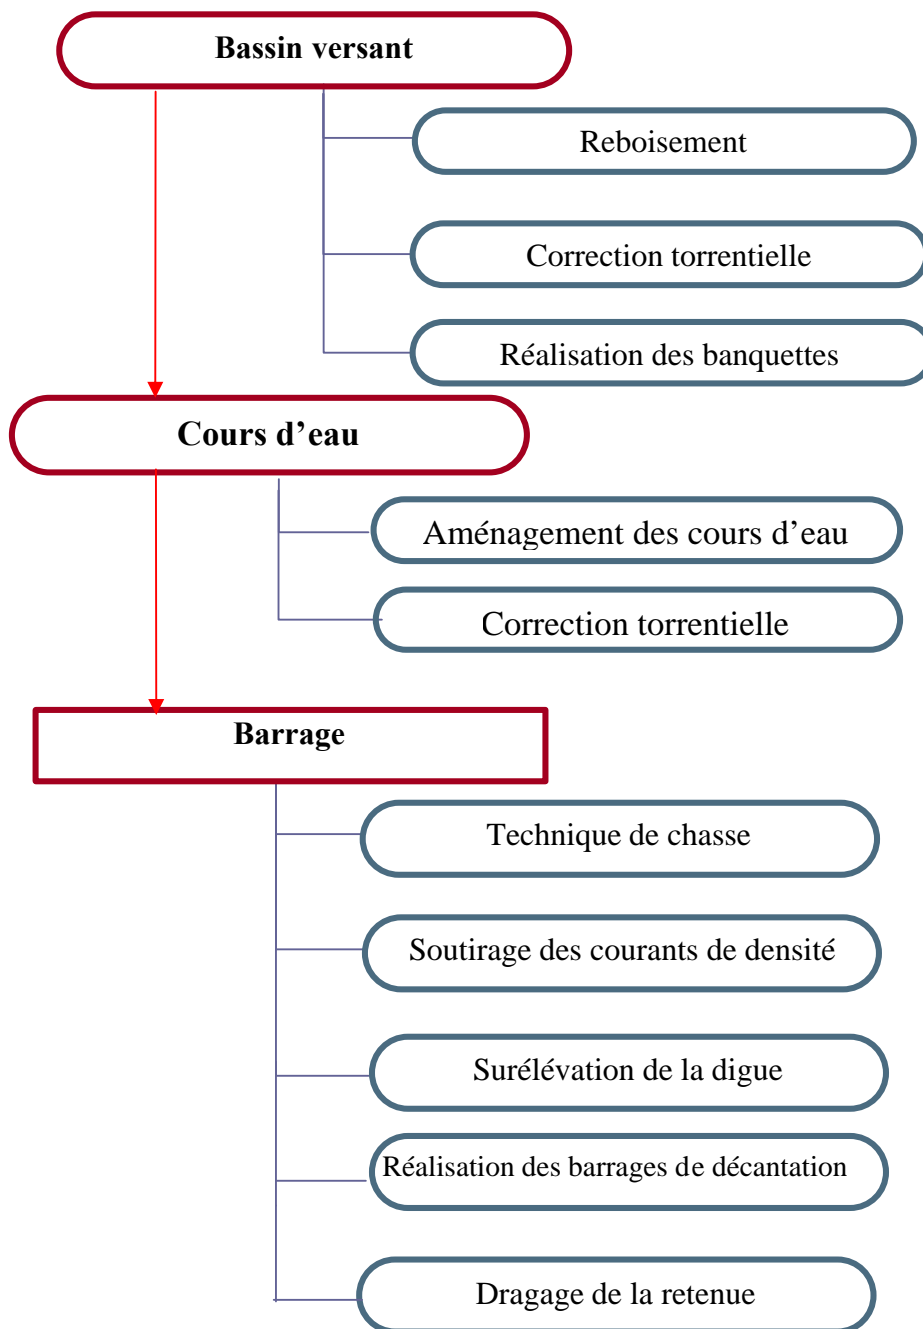 Bassin versant
Reboisement
Correction torrentielle
Réalisation des banquettes
Cours d’eau
Aménagement des cours d’eau
Correction torrentielle
Barrage
Technique de chasse
Soutirage des courants de densité
Surélévation de la digue
Réalisation des barrages de décantation
Dragage de la retenue